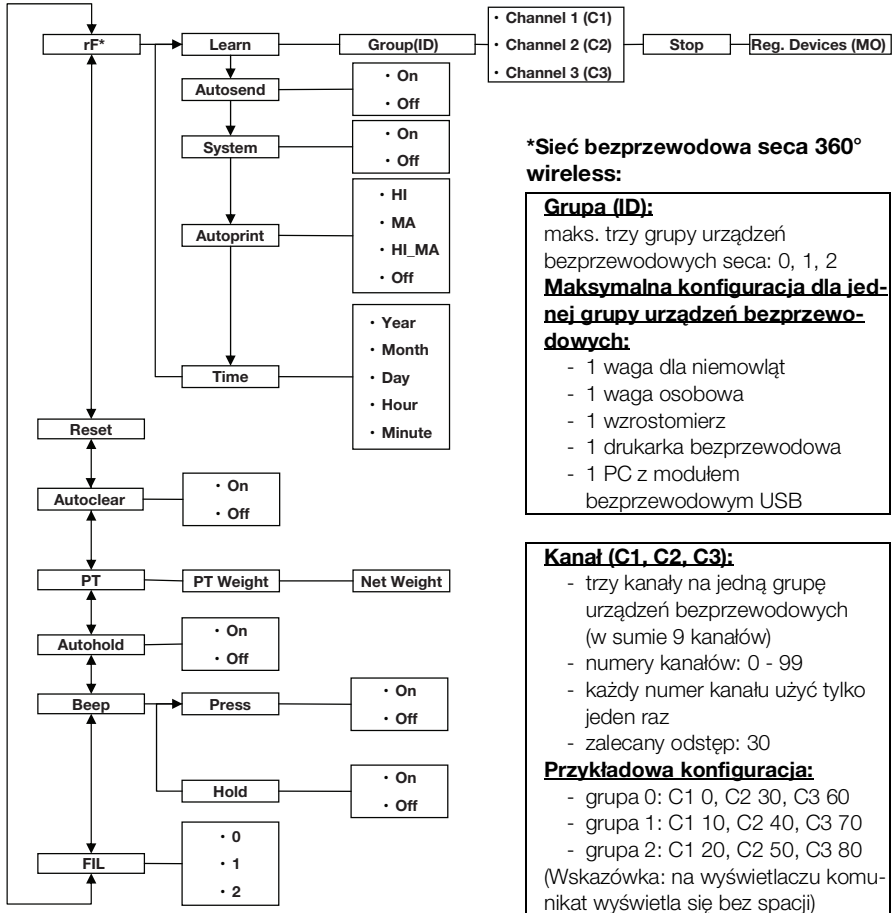 rF*
Learn
Group(ID)
• Channel 1 (C1)
• Channel 2 (C2)
• Channel 3 (C3)
Stop
Reg. Devices (MO)
Autosend
• On
• Off
System
• On
• Off
Autoprint
• HI
• MA
• HI_MA
• Off
Time
• Year
• Month
• Day
• Hour
• Minute
Reset
Autoclear
• On
• Off
PT
PT Weight
Net Weight
Autohold
• On
• Off
Beep
Press
• On
• Off
Hold
• On
• Off
FIL
• 0
• 1
• 2
*Sieć bezprzewodowa seca 360°
wireless:
Grupa (ID):
maks. trzy grupy urządzeń
bezprzewodowych seca: 0, 1, 2
Maksymalna konfiguracja dla jed-
nej grupy urządzeń bezprzewo-
dowych:
- 1 waga dla niemowląt
- 1 waga osobowa
- 1 wzrostomierz
- 1 drukarka bezprzewodowa
- 1 PC z modułem
bezprzewodowym USB
Kanał (C1, C2, C3):
- trzy kanały na jedną grupę
urządzeń bezprzewodowych
(w sumie 9 kanałów)
- numery kanałów: 0 - 99
- każdy numer kanału użyć tylko
jeden raz
- zalecany odstęp: 30
Przykładowa konfiguracja:
- grupa 0: C1 0, C2 30, C3 60
- grupa 1: C1 10, C2 40, C3 70
- grupa 2: C1 20, C2 50, C3 80
(Wskazówka: na wyświetlaczu komu-
nikat wyświetla się bez spacji)